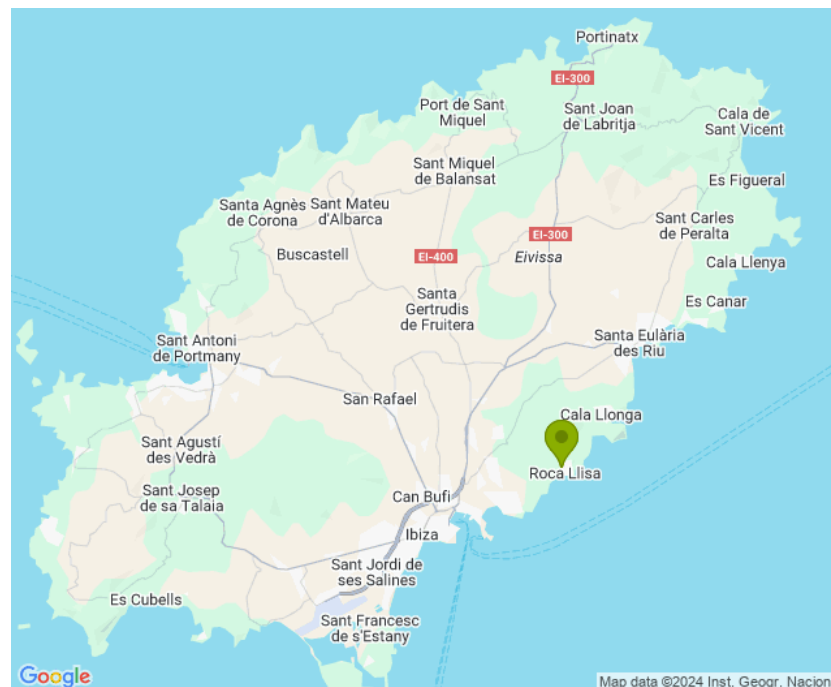 Portinatx
EI-300
Port de Sant
Miquel
Sant Joan
de Labritja
Cala de
Sant Vicent
Sant Miquel
de Balansat
Es Figueral
Santa Agnès
de Corona
Sant Mateu
d'Albarca
Sant Carles
de Peralta
EI-300
Buscastell
EI-400
Eivissa
Cala Llenya
Santa
Gertrudis
de Fruitera
Es Canar
Sant Antoni
de Portmany
Santa Eulària
des Riu
San Rafael
Cala Llonga
Sant Agustí
des Vedrà
Roca Llisa
Sant Josep
de sa Talaia
Can Bufí
Ibiza
Sant Jordi de
ses Salines
Es Cubells
Sant Francesc
de s'Estany
Google
Map data ©2024 Inst. Geogr. Nacion